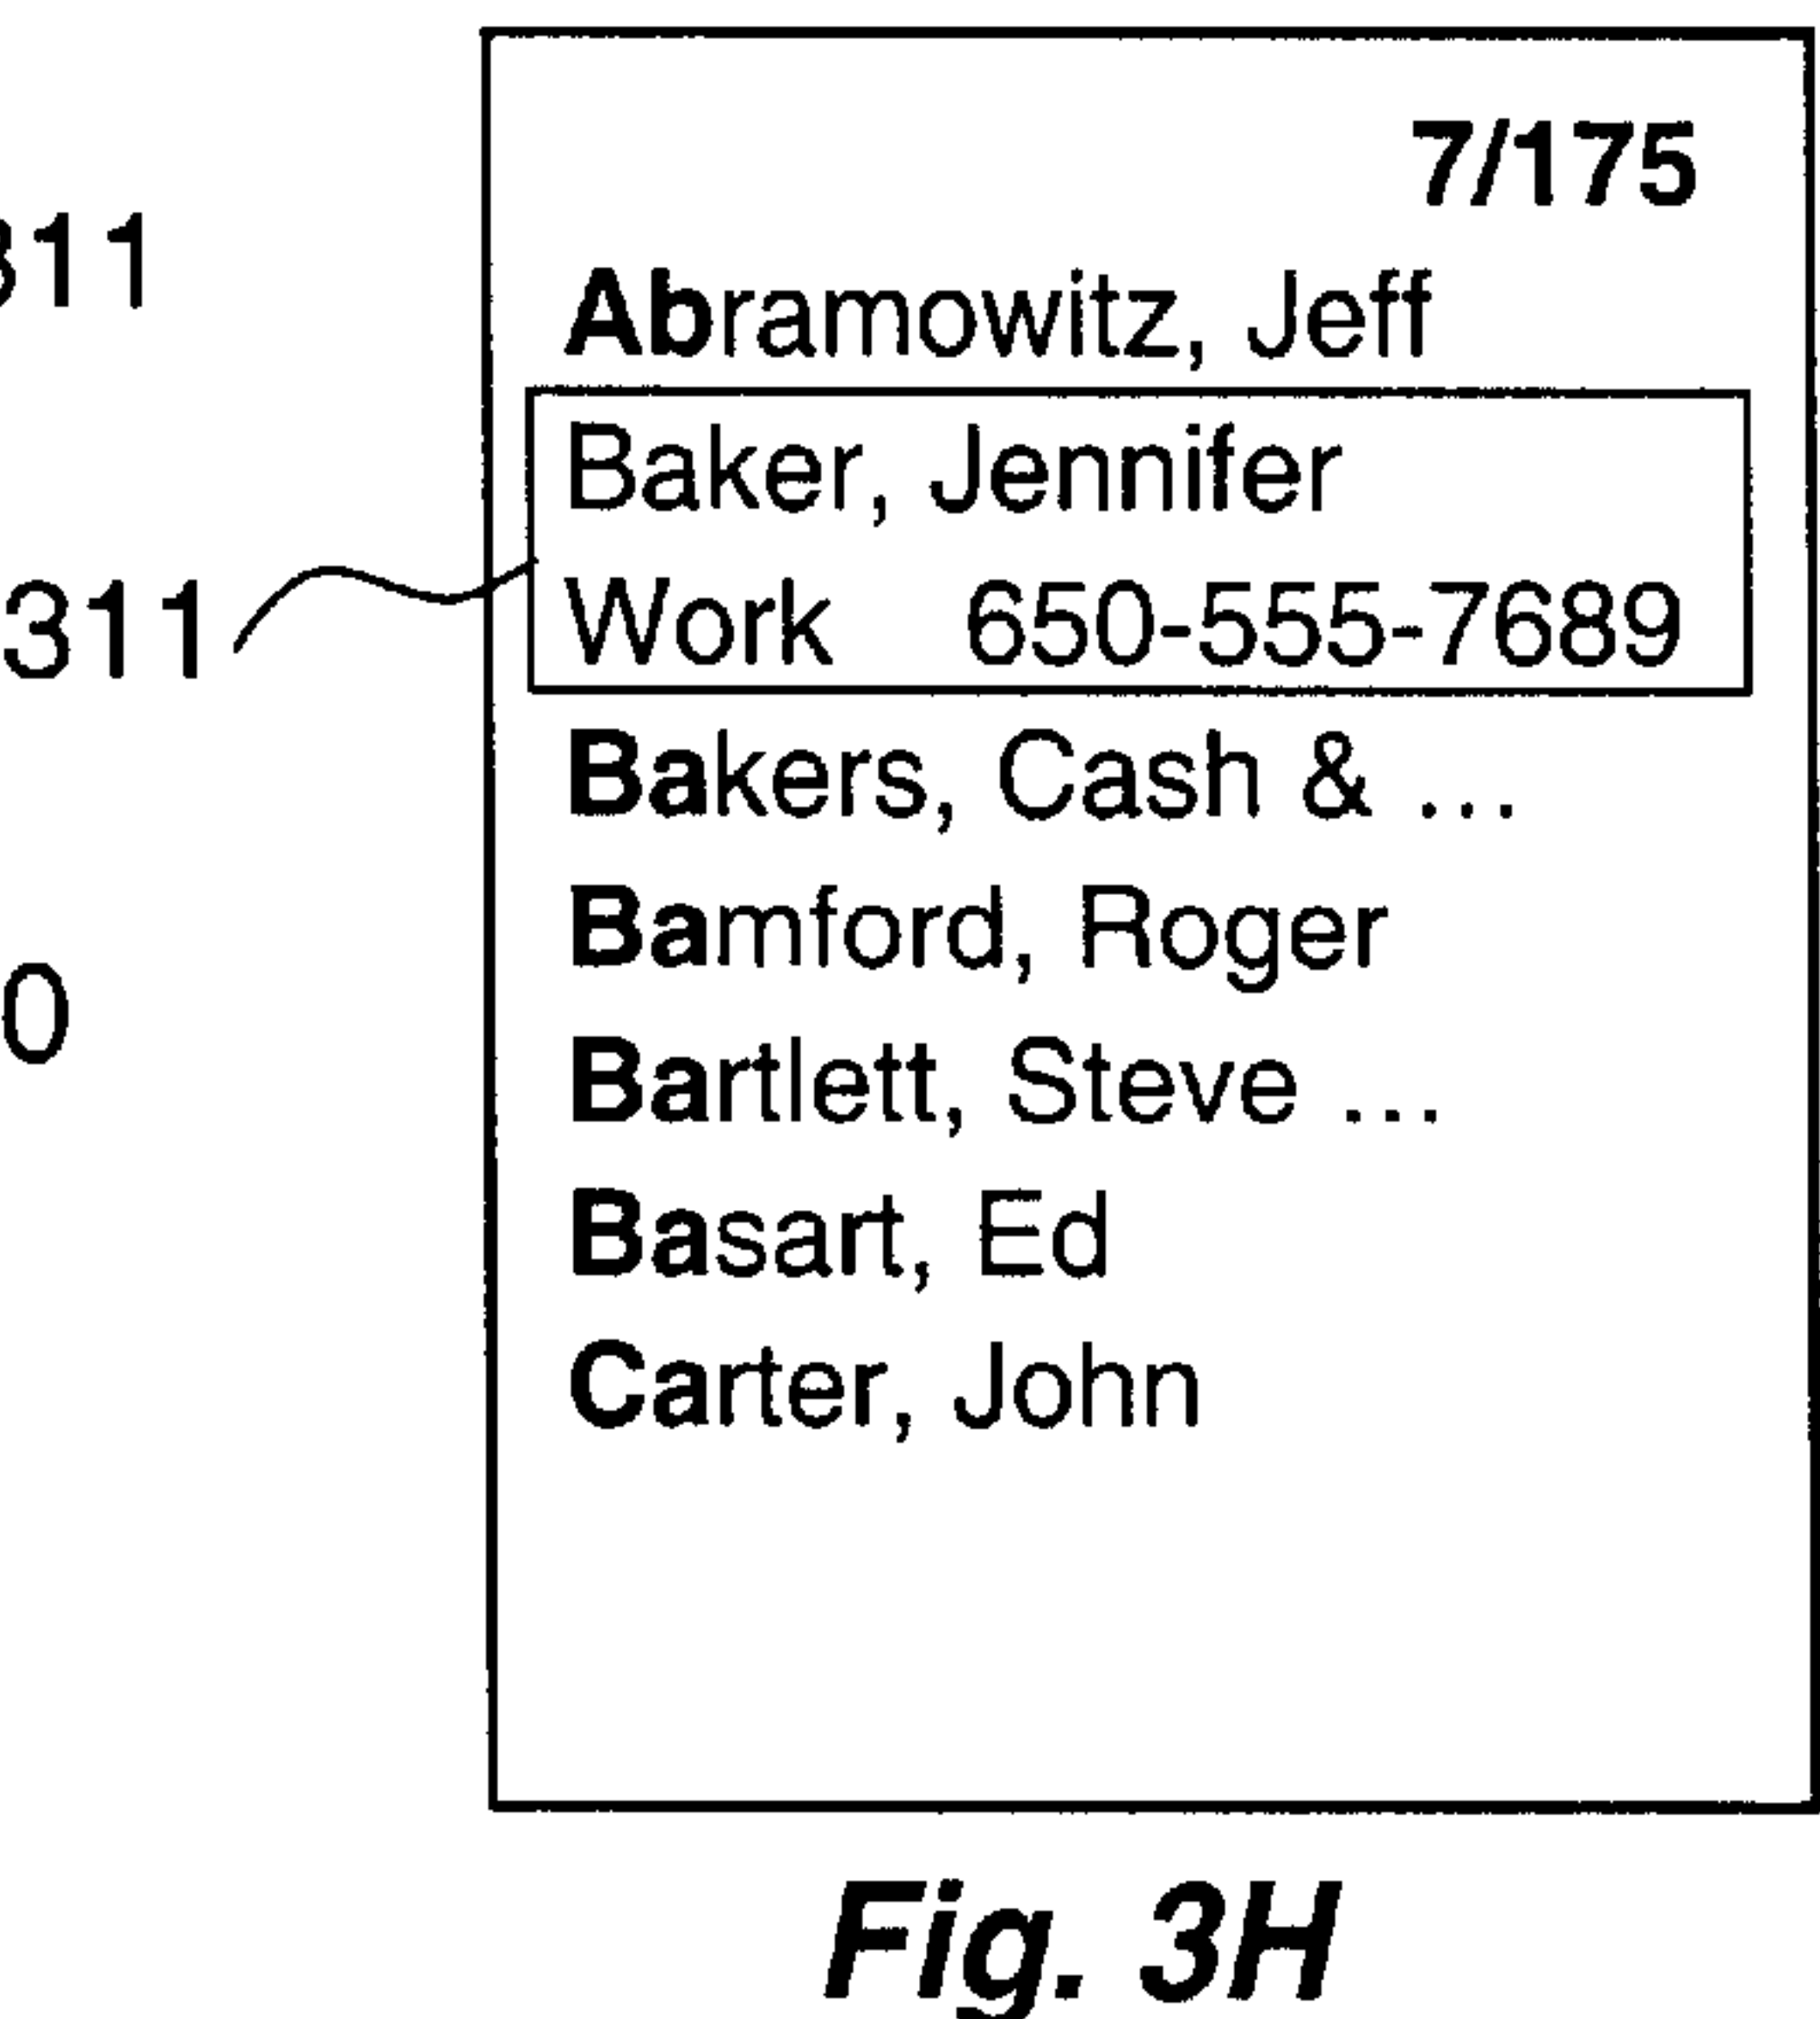 7/175
311
Abramowitz, Jeff
Baker, Jennifer
311
Work 650-555-7689
Bakers, Cash & ...
Bamford, Roger
0
Bartlett, Steve ...
Basart, Ed
Carter, John
Fig. 3H